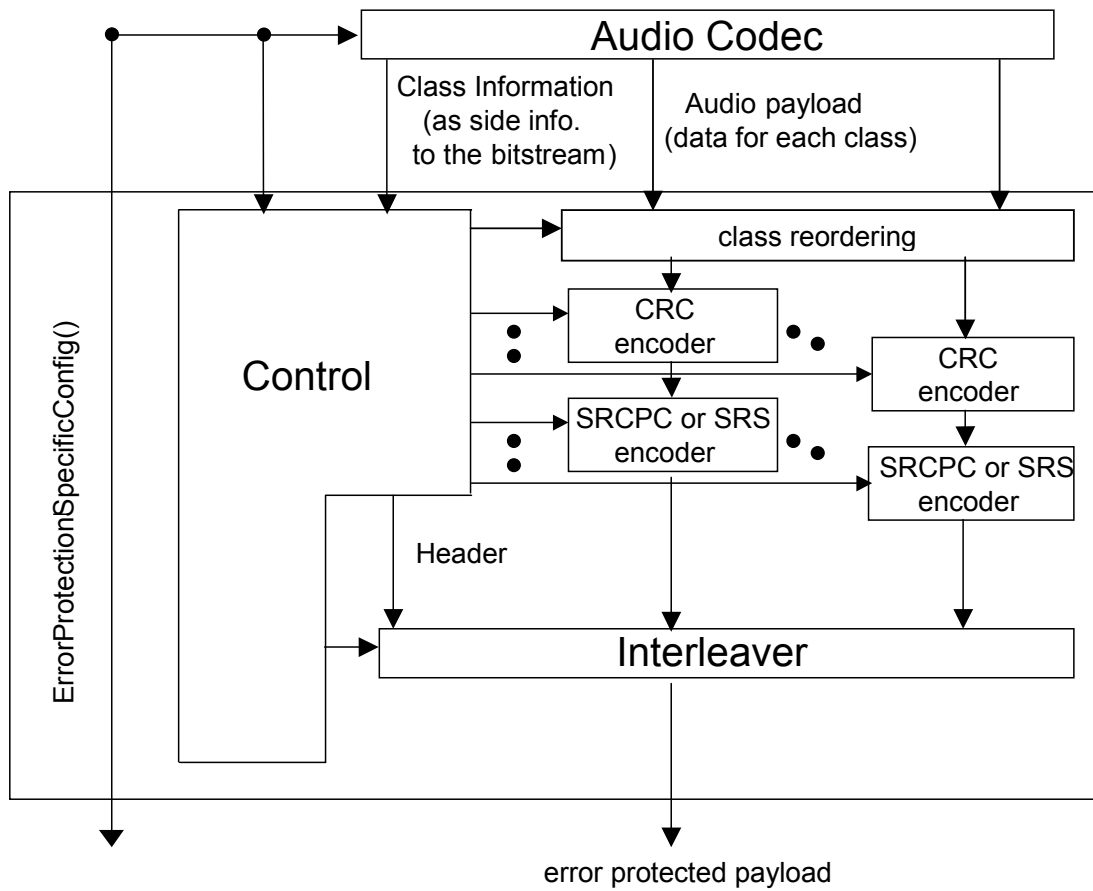 Audio Codec
Class Information
(as side info.
to the bitstream)
Audio payload
(data for each class)
class reordering
CRC
encoder
CRC
encoder
Control
SRCPC or SRS
encoder
SRCPC or SRS
encoder
ErrorProtectionSpecificConfig()
Header
Interleaver
error protected payload